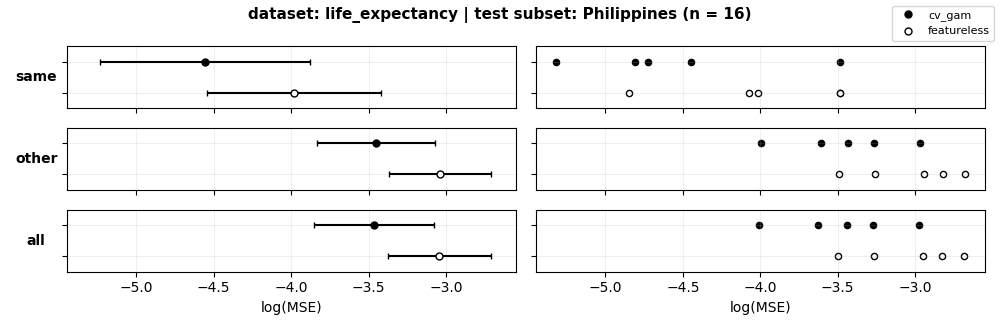 dataset: life_expectancy | test subset: Philippines (n = 16)
cv_gam
featureless
same
other
all
−5.0 −4.5 −4.0 −3.5 −3.0
log(MSE)
−5.0 −4.5 −4.0 −3.5 −3.0
log(MSE)